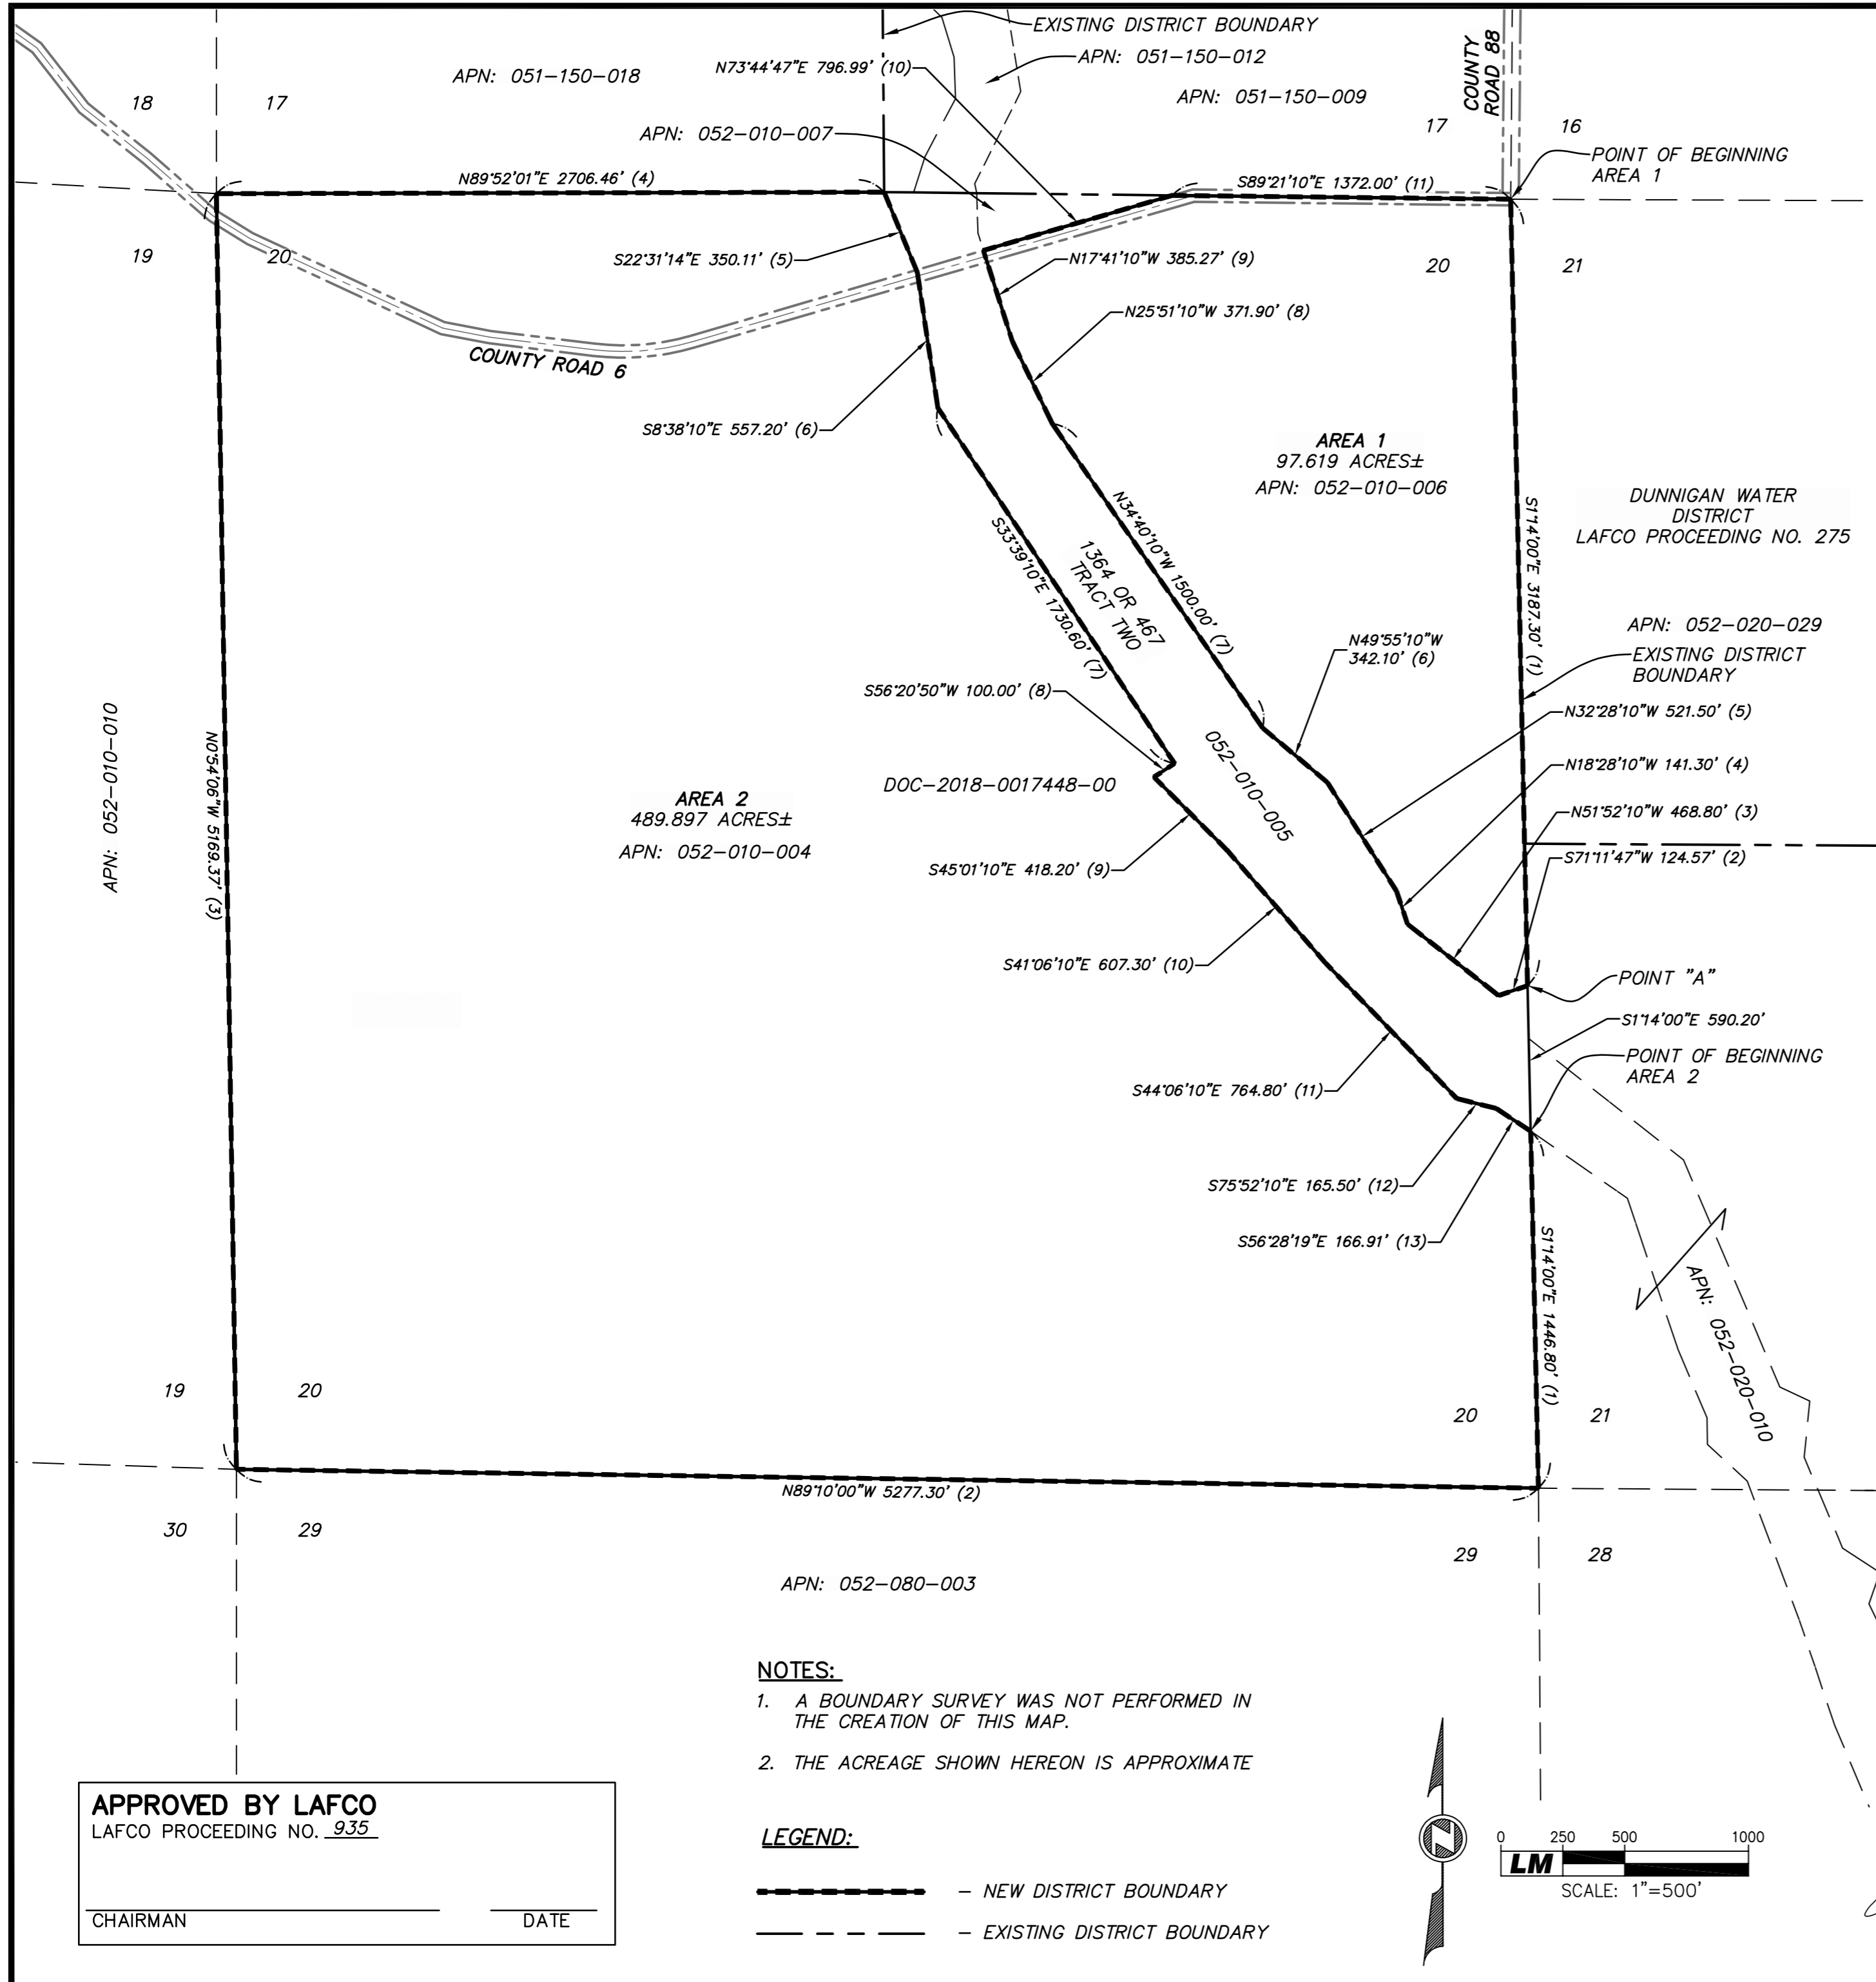 EXISTING DISTRICT BOUNDARY
APN: 051-150-012
N73°44'47"E 796.99' (10)
APN: 051-150-018
APN: 051-150-009
COUNTY
ROAD 88
18
17
17
16
APN: 052-010-007
POINT OF BEGINNING
AREA 1
N89°52'01"E 2706.46' (4)
S89°21'10"E 1372.00' (11)
19
20
S22°31'14"E 350.11' (5)
N17°41'10"W 385.27' (9)
20
21
N25°51'10"W 371.90' (8)
COUNTY ROAD 6
S8°38'10"E 557.20' (6)
AREA 1
97.619 ACRES±
APN: 052-010-006
DUNNIGAN WATER
DISTRICT
LAFCO PROCEEDING NO. 275
S1°14'00"E 3187.30' (1)
N34°40'10"W 1500.00' (7)
S33°39'10"E 1730.60' (7)
1364 OR 467
TRACT TWO
APN: 052-020-029
N49°55'10"W
342.10' (6)
EXISTING DISTRICT
BOUNDARY
S56°20'50"W 100.00' (8)
N32°28'10"W 521.50' (5)
APN: 052-010-010
N0°54'06"W 5169.37' (3)
052-010-005
N18°28'10"W 141.30' (4)
DOC-2018-0017448-00
AREA 2
489.897 ACRES±
APN: 052-010-004
N51°52'10"W 468.80' (3)
S71°11'47"W 124.57' (2)
S45°01'10"E 418.20' (9)
S41°06'10"E 607.30' (10)
POINT "A"
S1°14'00"E 590.20'
POINT OF BEGINNING
AREA 2
S44°06'10"E 764.80' (11)
S75°52'10"E 165.50' (12)
S56°28'19"E 166.91' (13)
S1°14'00"E 1446.80' (1)
APN: 052-020-010
19
20
20
21
N89°10'00"W 5277.30' (2)
30
29
29
28
APN: 052-080-003
NOTES:
1. A BOUNDARY SURVEY WAS NOT PERFORMED IN
THE CREATION OF THIS MAP.
2. THE ACREAGE SHOWN HEREON IS APPROXIMATE
APPROVED BY LAFCO
LAFCO PROCEEDING NO. 935
CHAIRMAN DATE
LEGEND:
- NEW DISTRICT BOUNDARY
- EXISTING DISTRICT BOUNDARY
N
0 250 500 1000
LM
SCALE: 1"=500'